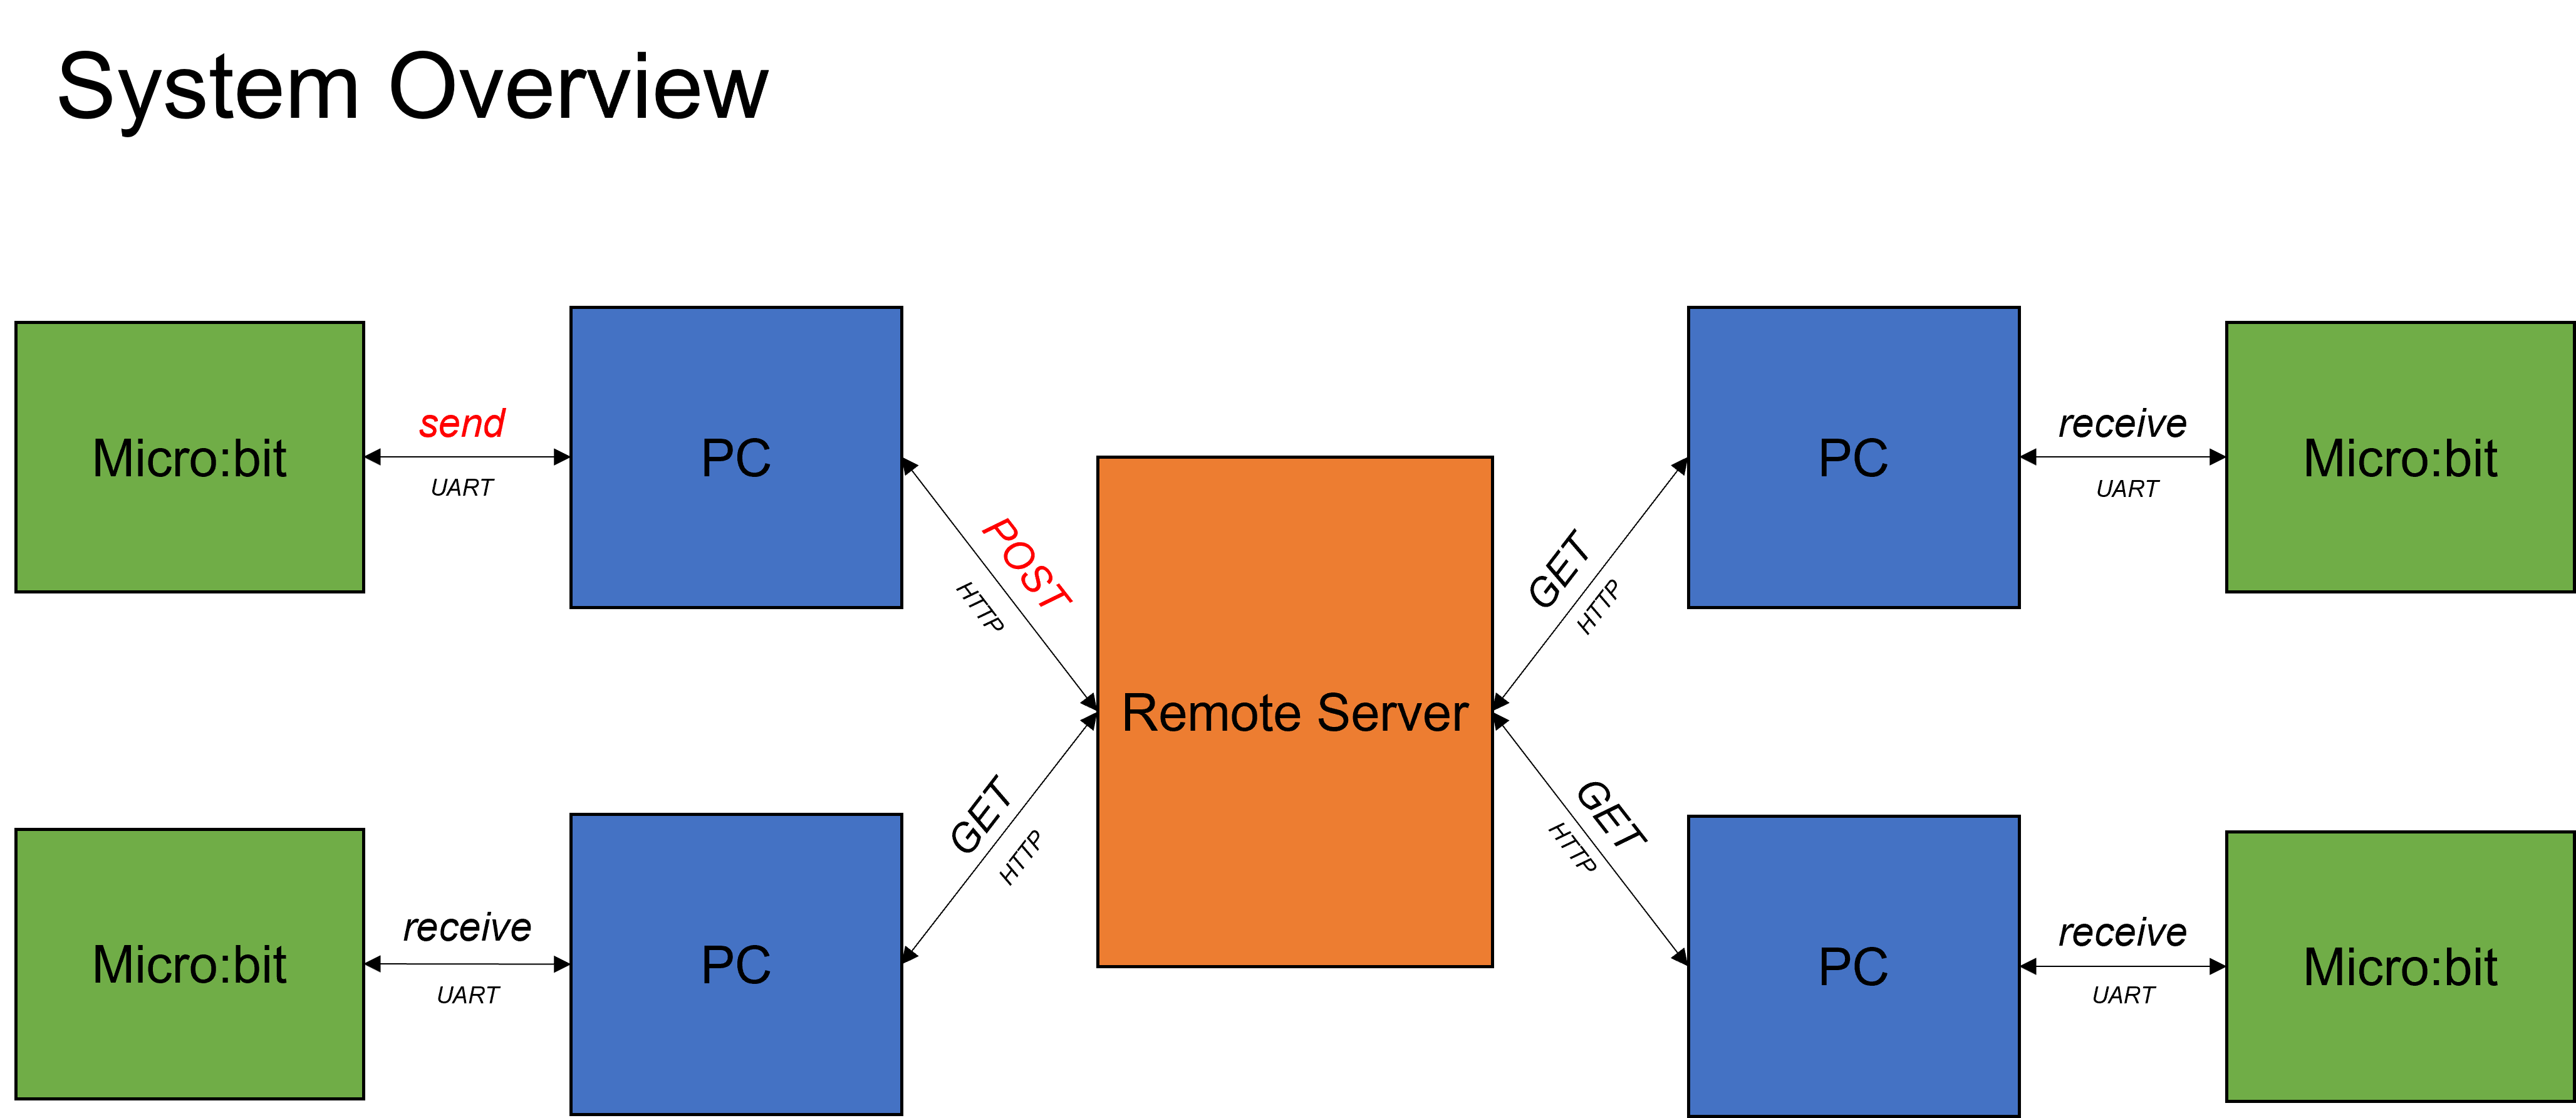 System Overview
Micro:bit
send
UART
PC
POST
HTTP
Remote Server
GET
HTTP
PC
receive
UART
Micro:bit
Micro:bit
receive
UART
PC
GET
HTTP
GET
HTTP
PC
receive
UART
Micro:bit